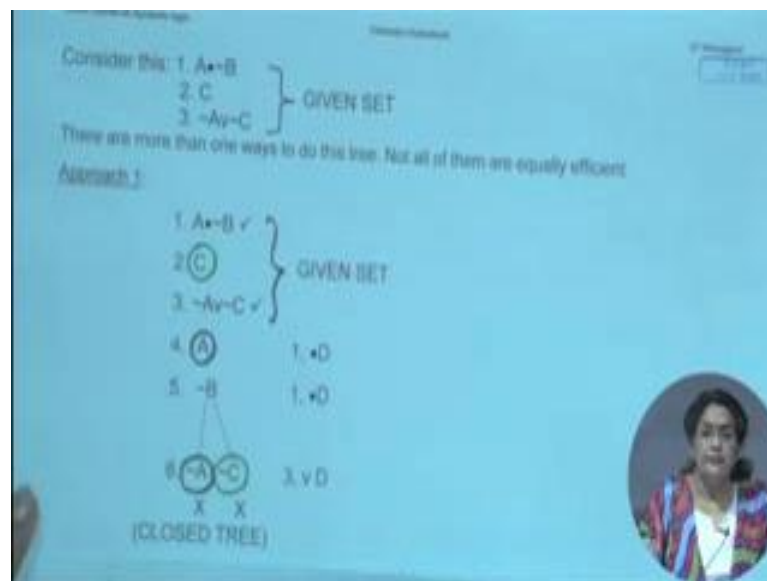 Consider this: 1. A•~B
2. C
3. ~Av~C
GIVEN SET
There are more than one ways to do this tree. Not all of them are equally efficient
Approach 1:
1. A•~B ✓
2. C
3. ~Av~C ✓
GIVEN SET
4. A 1. •D
5. ~B 1. •D
6. ~A ~C 3. v D
X X
(CLOSED TREE)